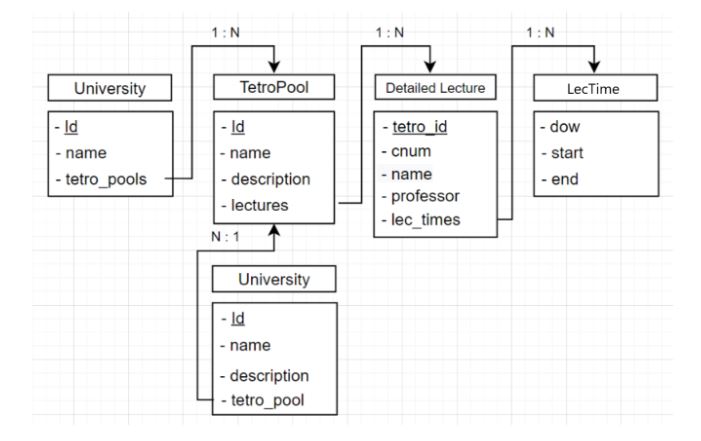 1 : N
1 : N
1 : N
University
- Id
- name
- tetro_pools
TetroPool
- Id
- name
- description
- lectures
Detailed Lecture
- tetro_id
- cnum
- name
- professor
- lec_times
LecTime
- dow
- start
- end
N : 1
University
- Id
- name
- description
- tetro_pool